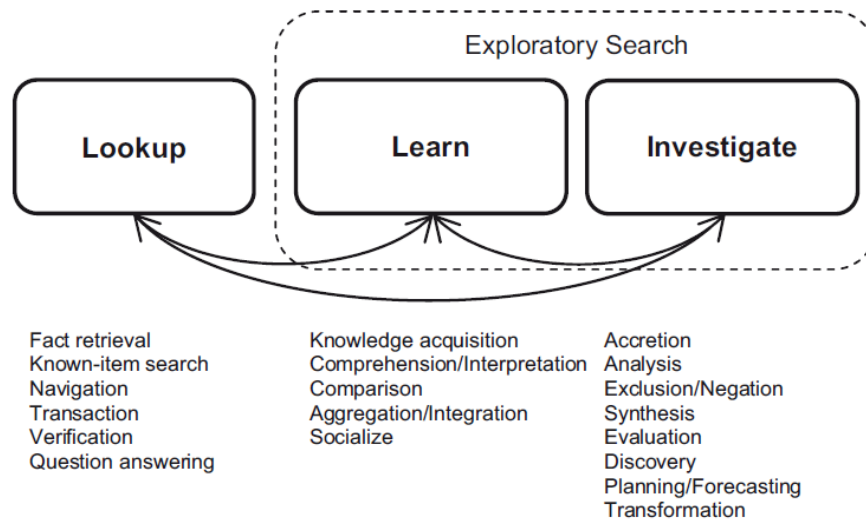 Exploratory Search
Lookup
Learn
Investigate
Fact retrieval
Known-item search
Navigation
Transaction
Verification
Question answering
Knowledge acquisition
Comprehension/Interpretation
Comparison
Aggregation/Integration
Socialize
Accretion
Analysis
Exclusion/Negation
Synthesis
Evaluation
Discovery
Planning/Forecasting
Transformation